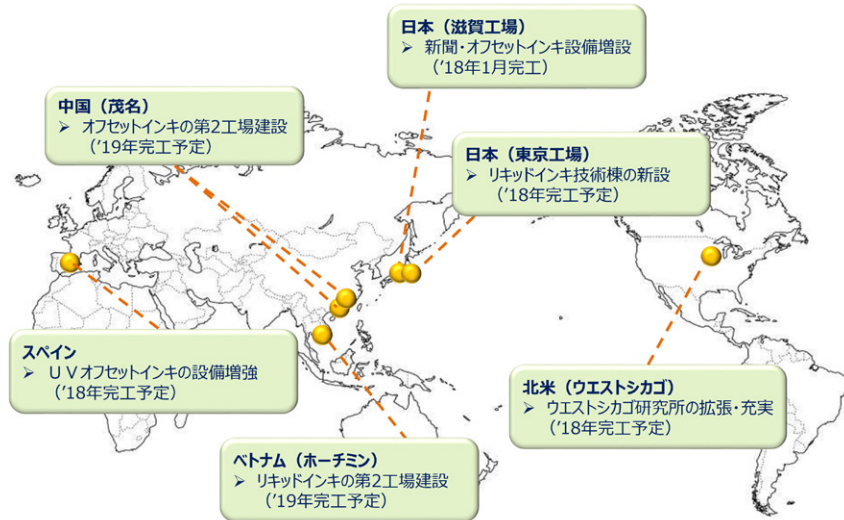 日本（滋賀工場）
➢ 新聞・オフセットインキ設備増設
（’18年1月完工）
中国（茂名）
➢ オフセットインキの第2工場建設
（’19年完工予定）
日本（東京工場）
➢ リキッドインキ技術棟の新設
（’18年完工予定）
スペイン
➢ ＵＶオフセットインキの設備増強
（’18年完工予定）
北米（ウエストシカゴ）
➢ ウエストシカゴ研究所の拡張・充実
（’18年完工予定）
ベトナム（ホーチミン）
➢ リキッドインキの第2工場建設
（’19年完工予定）